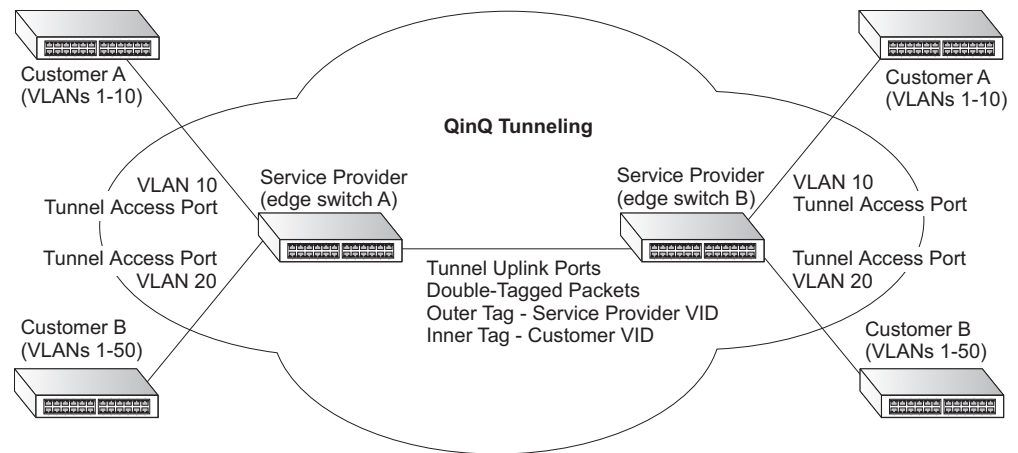 Customer A
(VLANs 1-10)
Customer A
(VLANs 1-10)
QinQ Tunneling
VLAN 10
Tunnel Access Port
Service Provider
(edge switch A)
Service Provider
(edge switch B)
VLAN 10
Tunnel Access Port
Tunnel Access Port
VLAN 20
Tunnel Uplink Ports
Double-Tagged Packets
Outer Tag - Service Provider VID
Inner Tag - Customer VID
Tunnel Access Port
VLAN 20
Customer B
(VLANs 1-50)
Customer B
(VLANs 1-50)